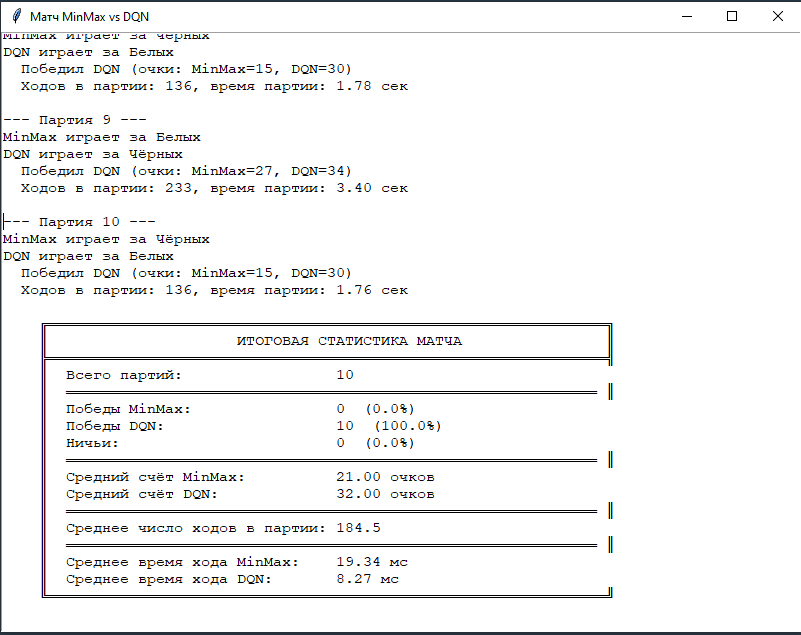 Матч MinMax vs DQN
MinMax играет за Чёрных
DQN играет за Белых
Победил DQN (очки: MinMax=15, DQN=30)
Ходов в партии: 136, время партии: 1.78 сек
--- Партия 9 ---
MinMax играет за Белых
DQN играет за Чёрных
Победил DQN (очки: MinMax=27, DQN=34)
Ходов в партии: 233, время партии: 3.40 сек
--- Партия 10 ---
MinMax играет за Чёрных
DQN играет за Белых
Победил DQN (очки: MinMax=15, DQN=30)
Ходов в партии: 136, время партии: 1.76 сек
ИТОГОВАЯ СТАТИСТИКА МАТЧА
Всего партий: 10
Победы MinMax: 0 (0.0%)
Победы DQN: 10 (100.0%)
Ничьи: 0 (0.0%)
Средний счёт MinMax: 21.00 очков
Средний счёт DQN: 32.00 очков
Среднее число ходов в партии: 184.5
Среднее время хода MinMax: 19.34 мс
Среднее время хода DQN: 8.27 мс